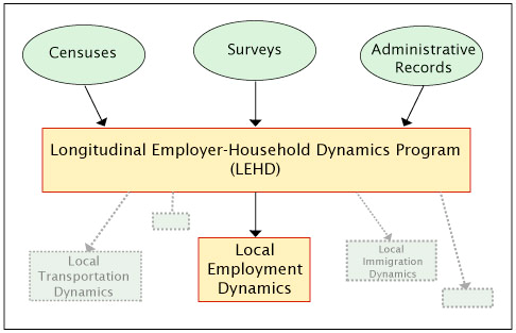 Censuses
Surveys
Administrative
Records
Longitudinal Employer-Household Dynamics Program
(LEHD)
Local
Transportation
Dynamics
Local
Employment
Dynamics
Local
Immigration
Dynamics